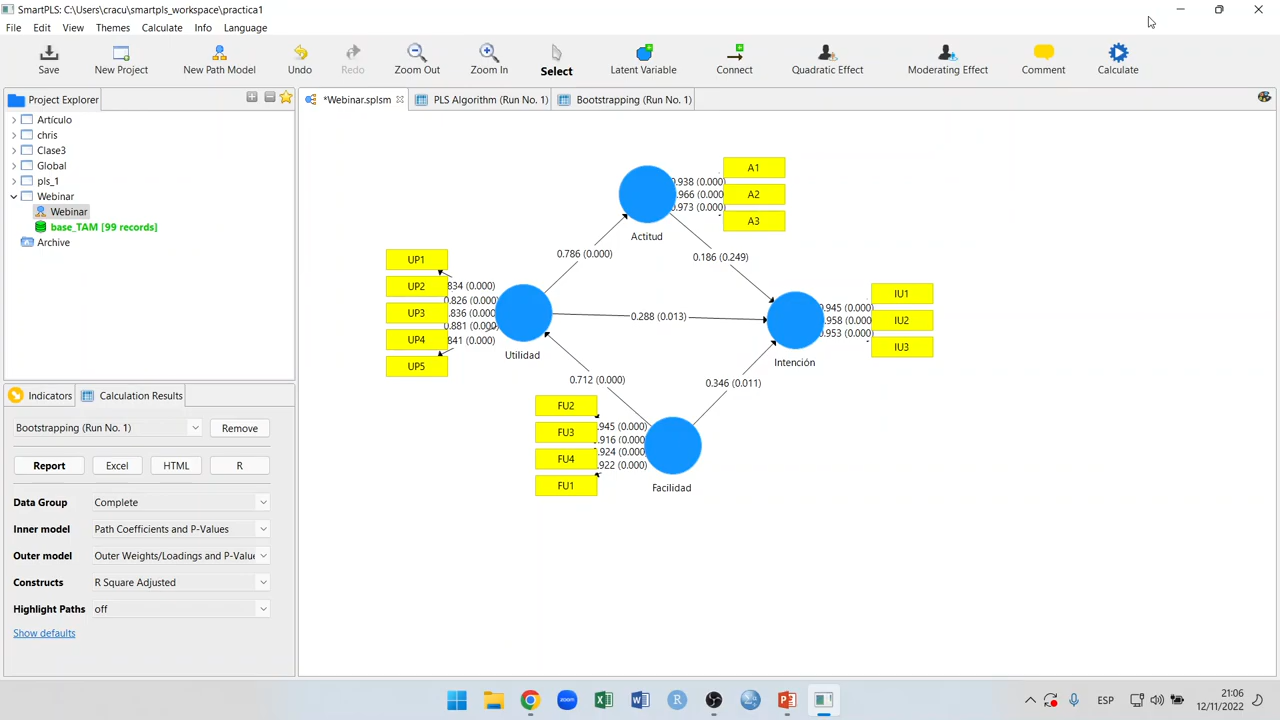 SmartPLS: C:\Users\cracu\smartpls_workspace\practica1
File Edit View Themes Calculate Info Language
Save New Project New Path Model Undo Redo Zoom Out Zoom In Select Latent Variable Connect Quadratic Effect Moderating Effect Comment Calculate
Project Explorer
*Webinar.splsm PLS Algorithm (Run No. 1) Bootstrapping (Run No. 1)
Artículo
chris
Clase3
Global
pls_1
Webinar
Webinar
base_TAM [99 records]
Archive
A1
0.938 (0.000)
.966 (0.000)
A2
.973 (0.000)
A3
Actitud
0.786 (0.000)
0.186 (0.249)
UP1
UP2
834 (0.000)
0.826 (0.000)
UP3
.836 (0.000)
0.881 (0.000)
UP4
841 (0.000)
UP5
Utilidad
0.288 (0.013)
IU1
.945 (0.000)
.958 (0.000)
IU2
.953 (0.000)
IU3
Intención
0.712 (0.000)
0.346 (0.011)
FU2
.945 (0.000)
FU3
.916 (0.000)
.924 (0.000)
FU4
.922 (0.000)
FU1
Facilidad
Indicators Calculation Results
Bootstrapping (Run No. 1) Remove
Report Excel HTML R
Data Group Complete
Inner model Path Coefficients and P-Values
Outer model Outer Weights/Loadings and P-Value
Constructs R Square Adjusted
Highlight Paths off
Show defaults
ESP
21:06
12/11/2022